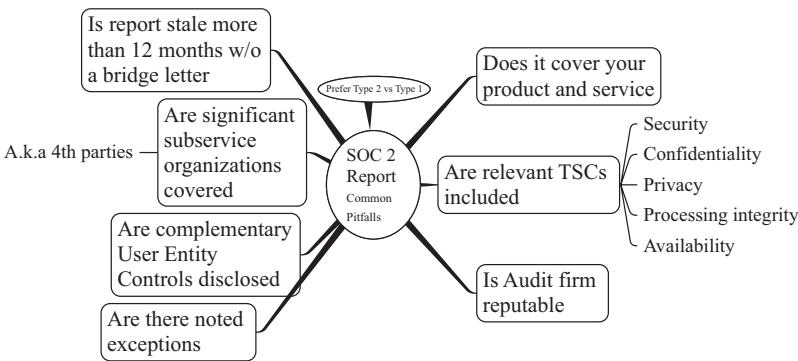 Is report stale more
than 12 months w/o
a bridge letter
Prefer Type 2 vs Type 1
Does it cover your
product and service
A.k.a 4th parties
Are significant
subservice
organizations
covered
SOC 2
Report
Common
Pitfalls
Are relevant TSCs
included
Security
Confidentiality
Privacy
Processing integrity
Availability
Are complementary
User Entity
Controls disclosed
Is Audit firm
reputable
Are there noted
exceptions